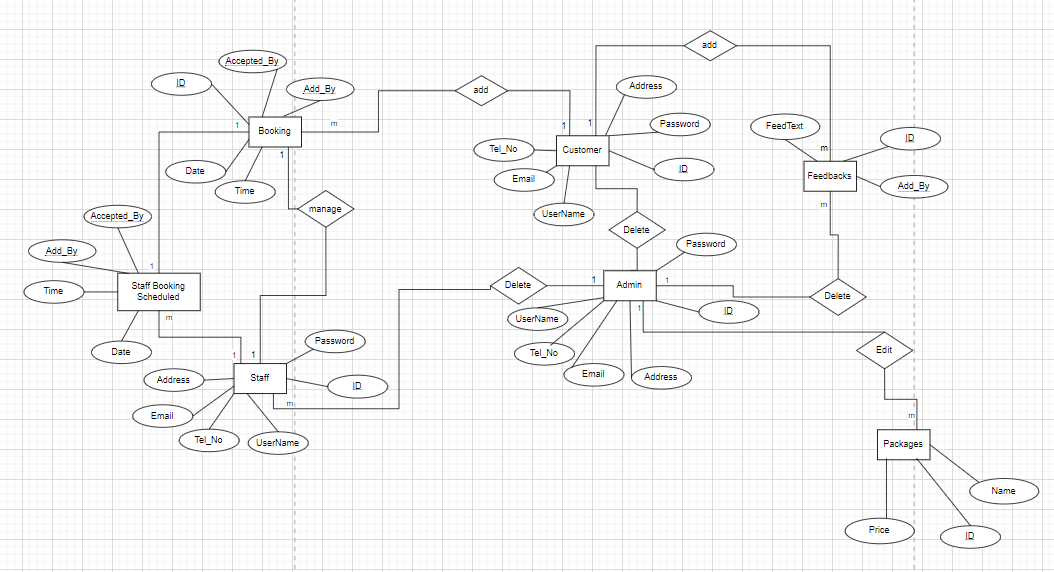 add
Accepted_By
ID
Add_By
Address
add
m
1
1
Password
FeedText
1
Booking
ID
Tel_No
Customer
m
1
Date
Email
ID
Feedbacks
Time
Add_By
m
Accepted_By
manage
UserName
Delete
Password
Add_By
1
Time
Staff Booking
Scheduled
Delete
1
Admin
1
Delete
m
UserName
1
ID
Password
Date
1
1
Tel_No
Edit
Address
Staff
ID
Email
Address
m
Email
m
Tel_No
UserName
Packages
Name
Price
ID